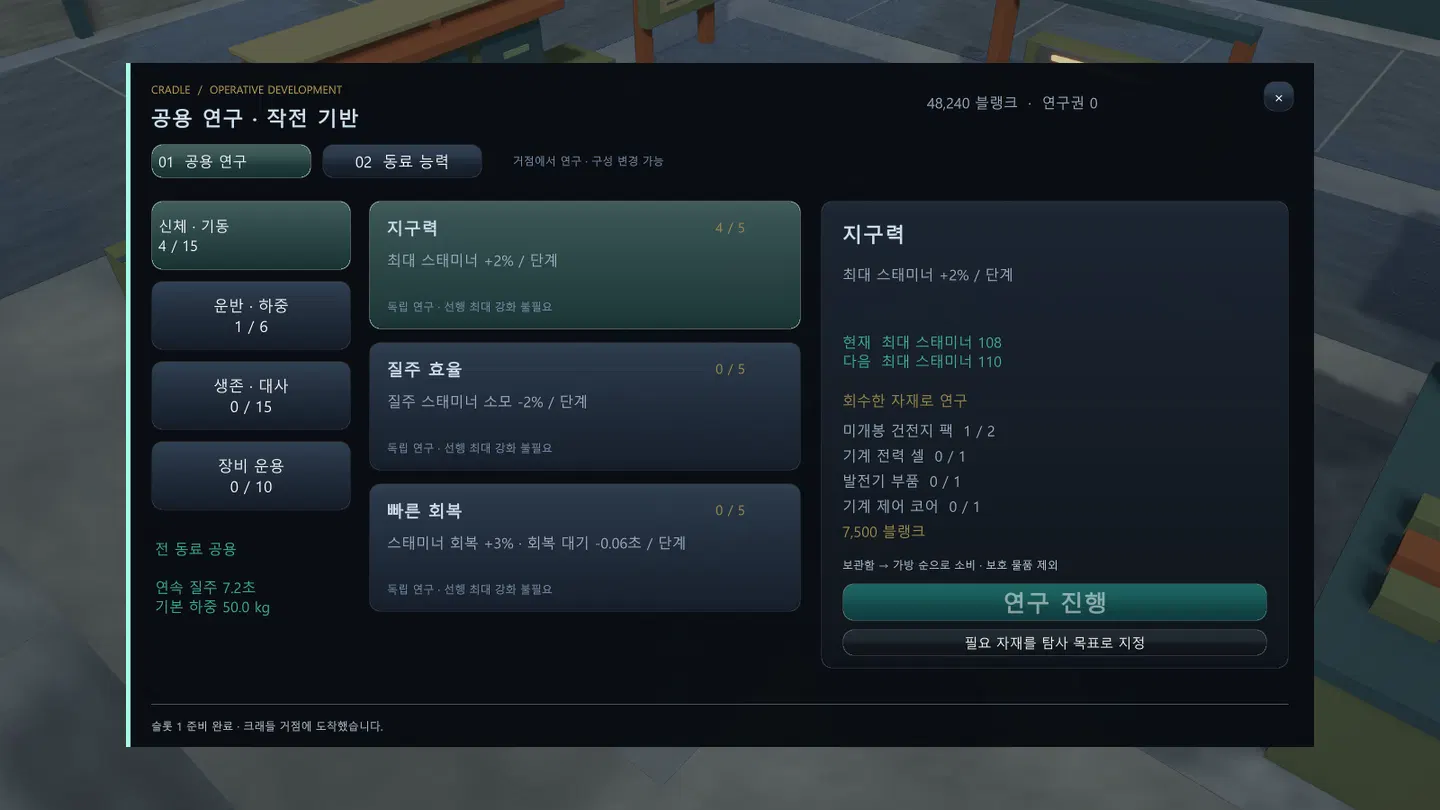 CRADLE / OPERATIVE DEVELOPMENT
공용 연구 · 작전 기반
48,240 블랭크 · 연구권 0
×
01 공용 연구
02 동료 능력
거점에서 연구 · 구성 변경 가능
신체 · 기동
4 / 15
운반 · 하중
1 / 6
생존 · 대사
0 / 15
장비 운용
0 / 10
전 동료 공용
연속 질주 7.2초
기본 하중 50.0 kg
지구력
4 / 5
최대 스태미너 +2% / 단계
독립 연구 · 선행 최대 강화 불필요
질주 효율
0 / 5
질주 스태미너 소모 -2% / 단계
독립 연구 · 선행 최대 강화 불필요
빠른 회복
0 / 5
스태미너 회복 +3% · 회복 대기 -0.06초 / 단계
독립 연구 · 선행 최대 강화 불필요
지구력
최대 스태미너 +2% / 단계
현재 최대 스태미너 108
다음 최대 스태미너 110
회수한 자재로 연구
미개봉 건전지 팩 1 / 2
기계 전력 셀 0 / 1
발전기 부품 0 / 1
기계 제어 코어 0 / 1
7,500 블랭크
보관함 → 가방 순으로 소비 · 보호 물품 제외
연구 진행
필요 자재를 탐사 목표로 지정
슬롯 1 준비 완료 · 크래들 거점에 도착했습니다.